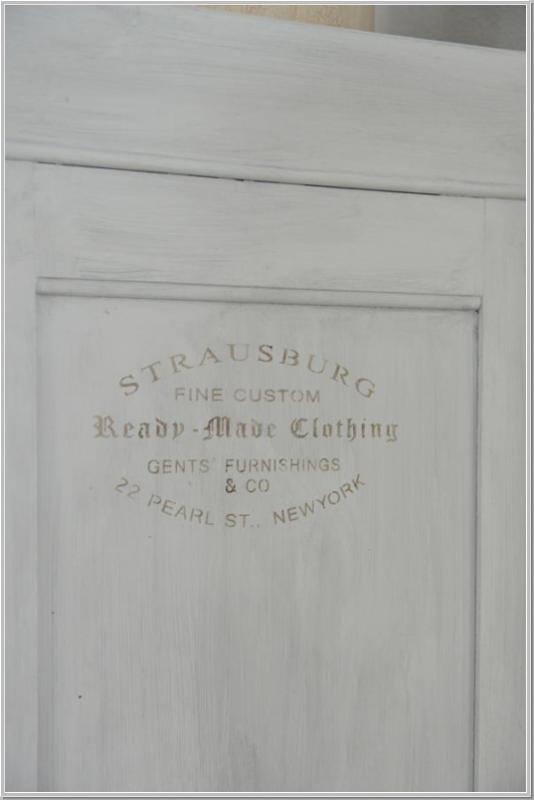 STRAUSBURG
FINE CUSTOM
Ready-Made Clothing
GENTS' FURNISHINGS
& CO
22 PEARL ST., NEWYORK